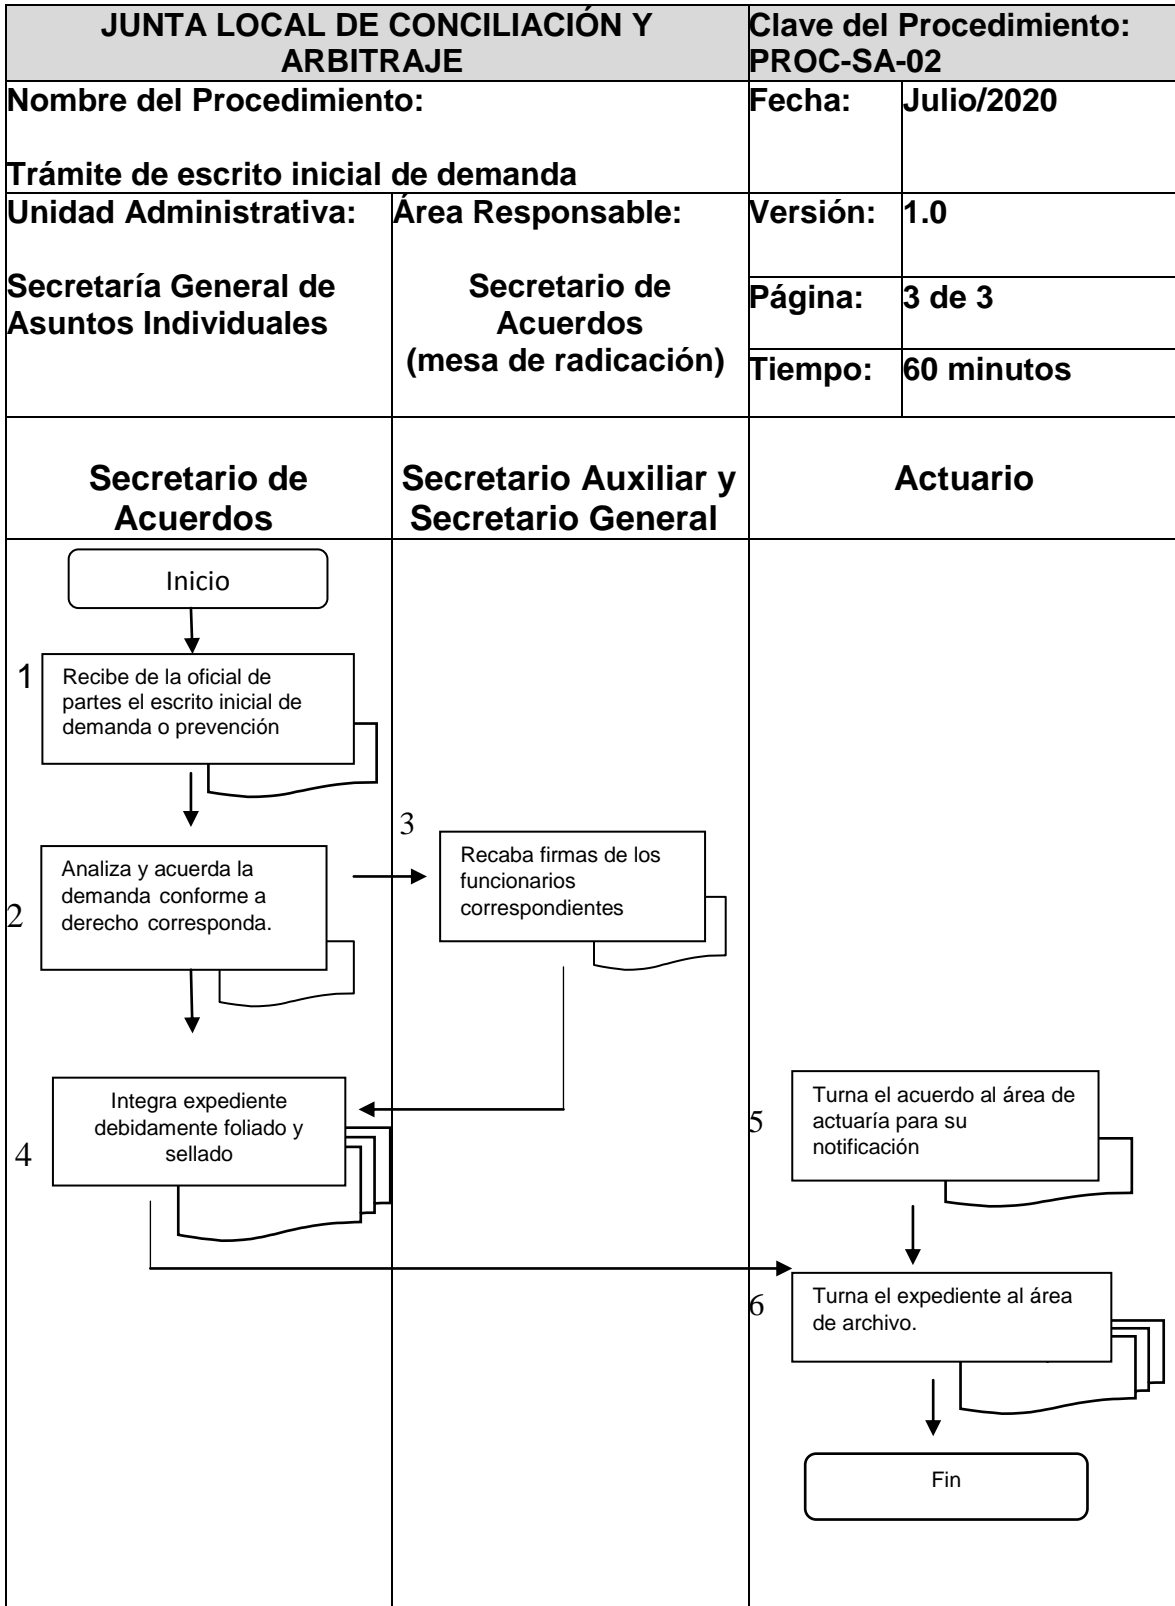 JUNTA LOCAL DE CONCILIACIÓN Y
ARBITRAJE
Clave del Procedimiento:
PROC-SA-02
Nombre del Procedimiento:
Trámite de escrito inicial de demanda
Fecha:
Julio/2020
Unidad Administrativa:
Secretaría General de
Asuntos Individuales
Área Responsable:
Secretario de
Acuerdos
(mesa de radicación)
Versión:
1.0
Página:
3 de 3
Tiempo:
60 minutos
Secretario de
Acuerdos
Secretario Auxiliar y
Secretario General
Actuario
Inicio
1
Recibe de la oficial de
partes el escrito inicial de
demanda o prevención
2
Analiza y acuerda la
demanda conforme a
derecho corresponda.
3
Recaba firmas de los
funcionarios
correspondientes
4
Integra expediente
debidamente foliado y
sellado
5
Turna el acuerdo al área de
actuaría para su
notificación
6
Turna el expediente al área
de archivo.
Fin